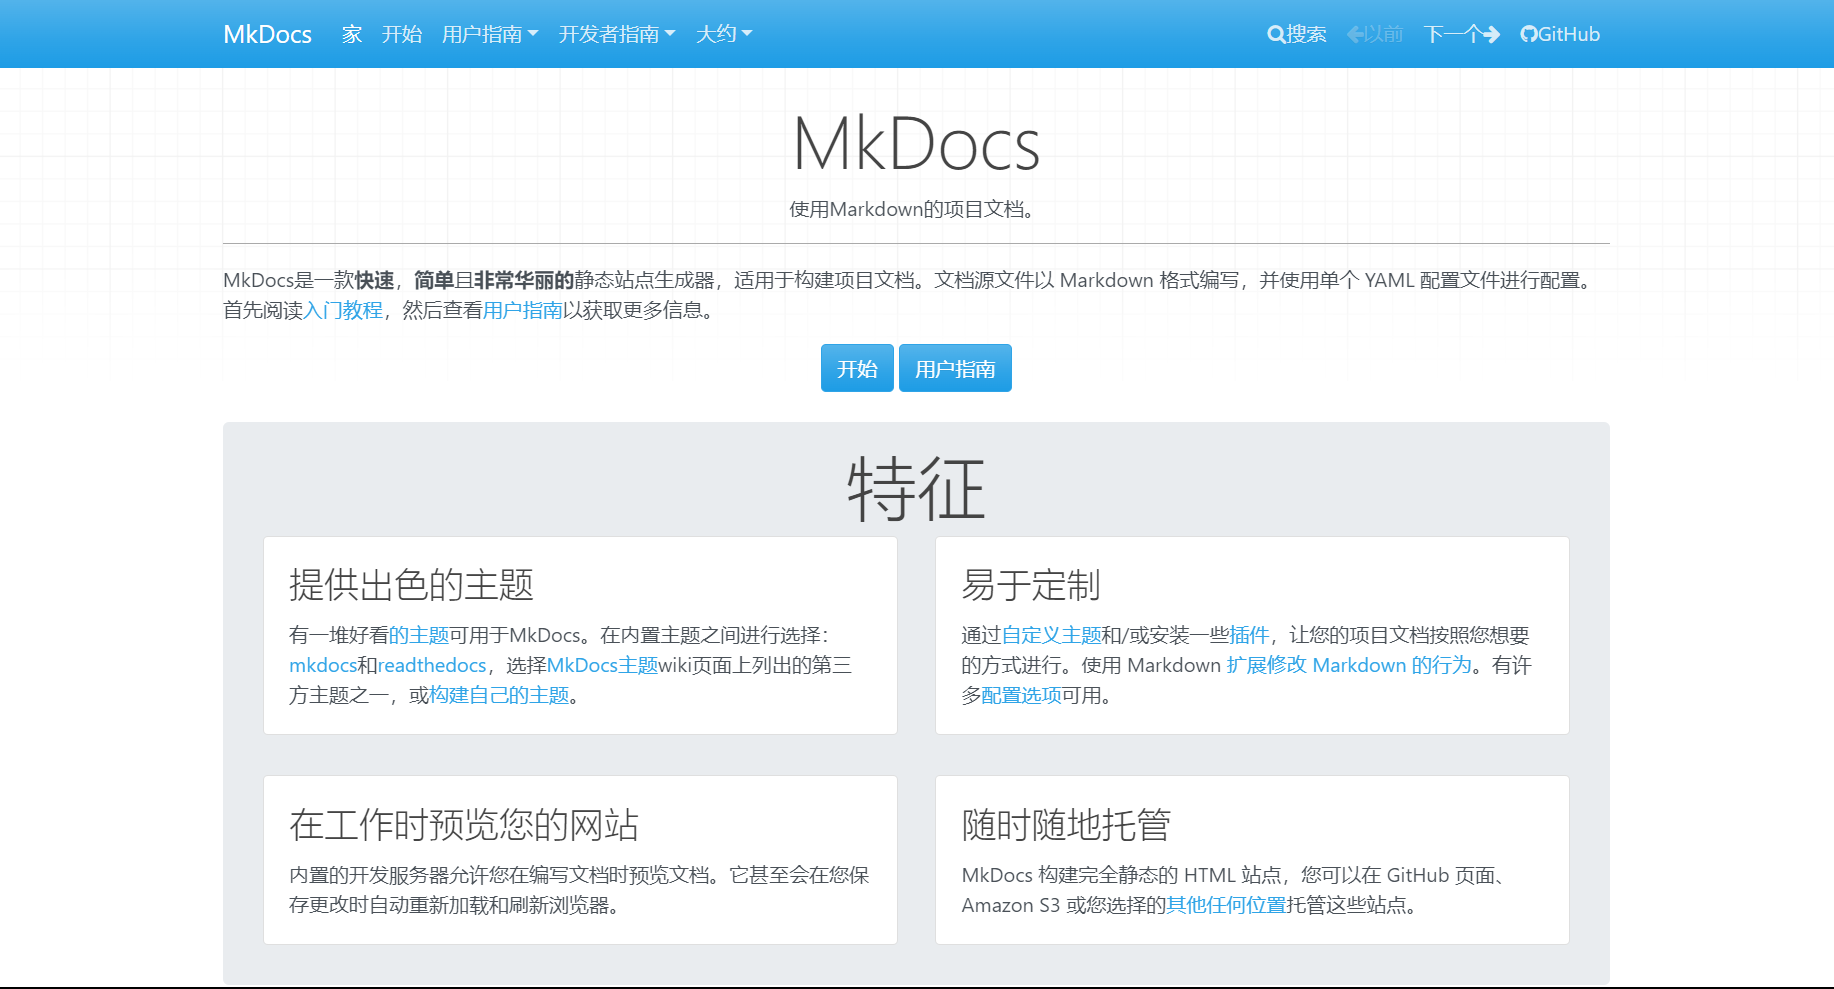 MkDocs 家 开始 用户指南 开发者指南 大约 搜索 以前 下一个 GitHub
MkDocs
使用Markdown的项目文档。
MkDocs是一款快速，简单且非常华丽的静态站点生成器，适用于构建项目文档。文档源文件以 Markdown 格式编写，并使用单个 YAML 配置文件进行配置。
首先阅读入门教程，然后查看用户指南以获取更多信息。
开始 用户指南
特征
提供出色的主题
有一堆好看的主题可用于MkDocs。在内置主题之间进行选择：
mkdocs和readthedocs，选择MkDocs主题wiki页面上列出的第三
方主题之一，或构建自己的主题。
易于定制
通过自定义主题和/或安装一些插件，让您的项目文档按照您想要
的方式进行。使用 Markdown 扩展修改 Markdown 的行为。有许
多配置选项可用。
在工作时预览您的网站
内置的开发服务器允许您在编写文档时预览文档。它甚至会在您保
存更改时自动重新加载和刷新浏览器。
随时随地托管
MkDocs 构建完全静态的 HTML 站点，您可以在 GitHub 页面、
Amazon S3 或您选择的其他任何位置托管这些站点。